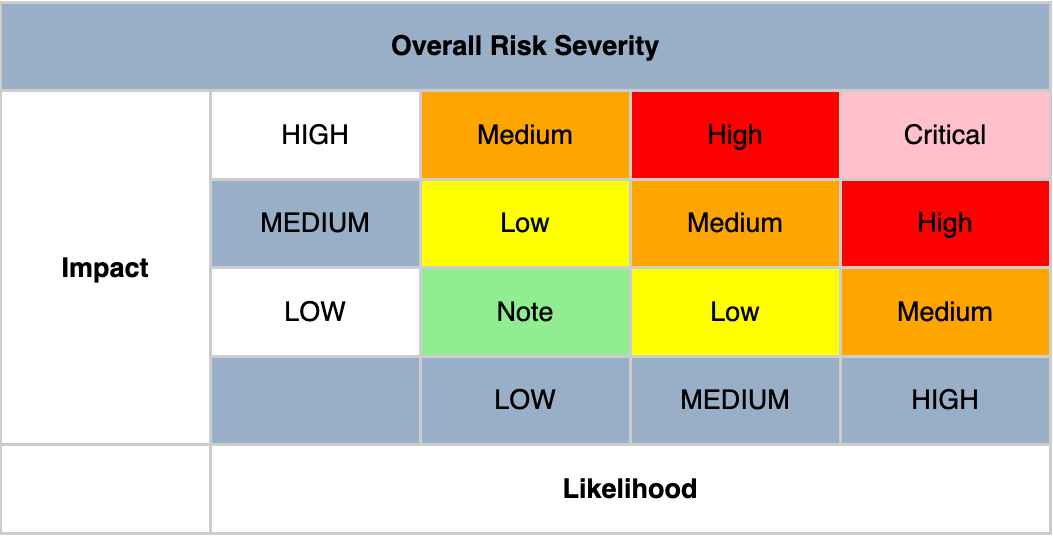 Overall Risk Severity
HIGH Medium High Critical
MEDIUM Low Medium High
Impact
LOW Note Low Medium
LOW MEDIUM HIGH
Likelihood